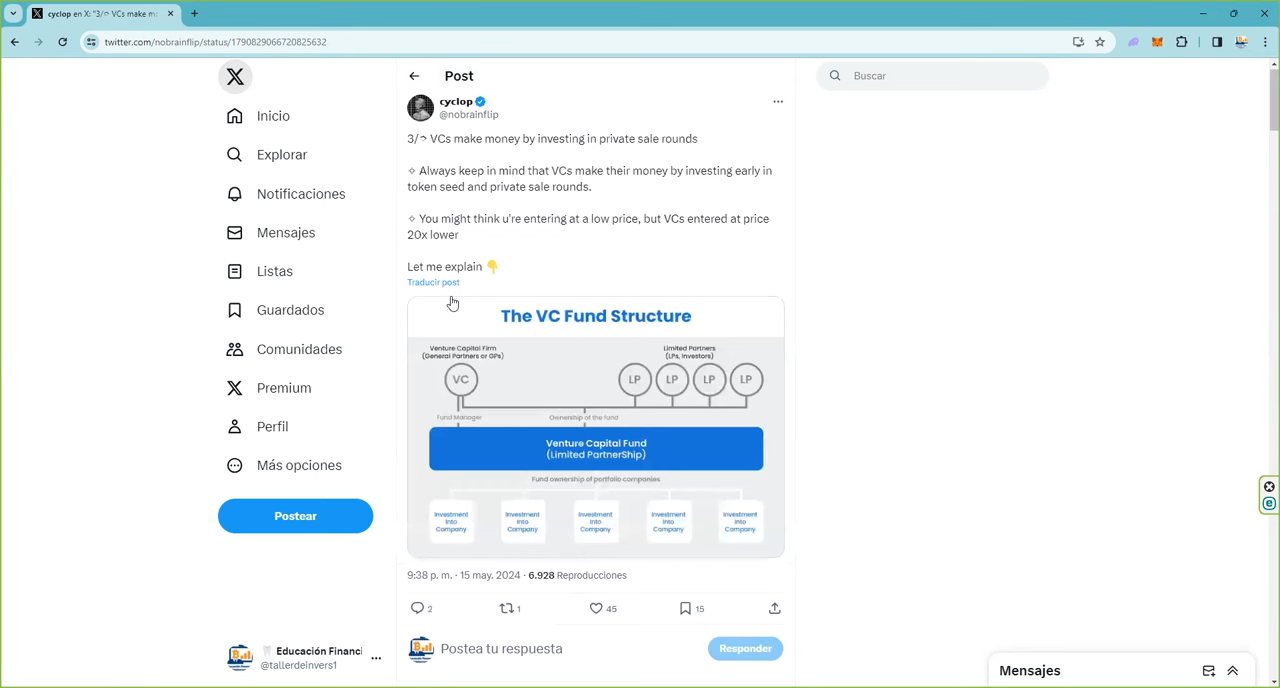 cyclop en X: "3/ VCs make m
twitter.com/nobrainflip/status/1790829066720825632
Inicio
Explorar
Notificaciones
Mensajes
Listas
Guardados
Comunidades
Premium
Perfil
Más opciones
Postear
Educación Financi
@tallerdeinvers1
Post
cyclop
@nobrainflip
3/ VCs make money by investing in private sale rounds
✧ Always keep in mind that VCs make their money by investing early in
token seed and private sale rounds.
✧ You might think u're entering at a low price, but VCs entered at price
20x lower
Let me explain 👇
Traducir post
The VC Fund Structure
Venture Capital Firm
(General Partners or GPs)
Limited Partners
(LPs, Investors)
VC
LP LP LP LP
Fund Manager
Ownership of the fund
Venture Capital Fund
(Limited PartnerShip)
Fund ownership of portfolio companies
Investment
Into
Company
Investment
Into
Company
Investment
Into
Company
Investment
Into
Company
Investment
Into
Company
9:38 p. m. · 15 may. 2024 · 6.928 Reproducciones
2 1 45 15
Postea tu respuesta
Responder
Buscar
Mensajes